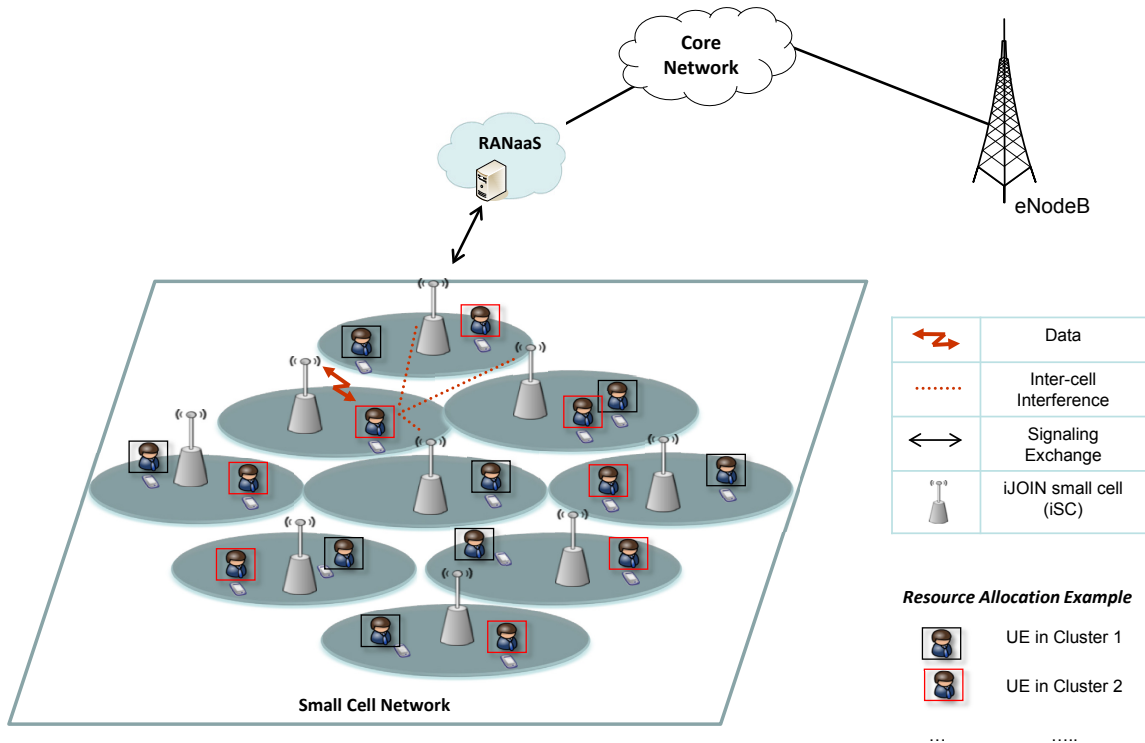 Core
Network
RANaaS
eNodeB
Data
Inter-cell
Interference
Signaling
Exchange
iJOIN small cell
(iSC)
Resource Allocation Example
UE in Cluster 1
UE in Cluster 2
... .....
Small Cell Network